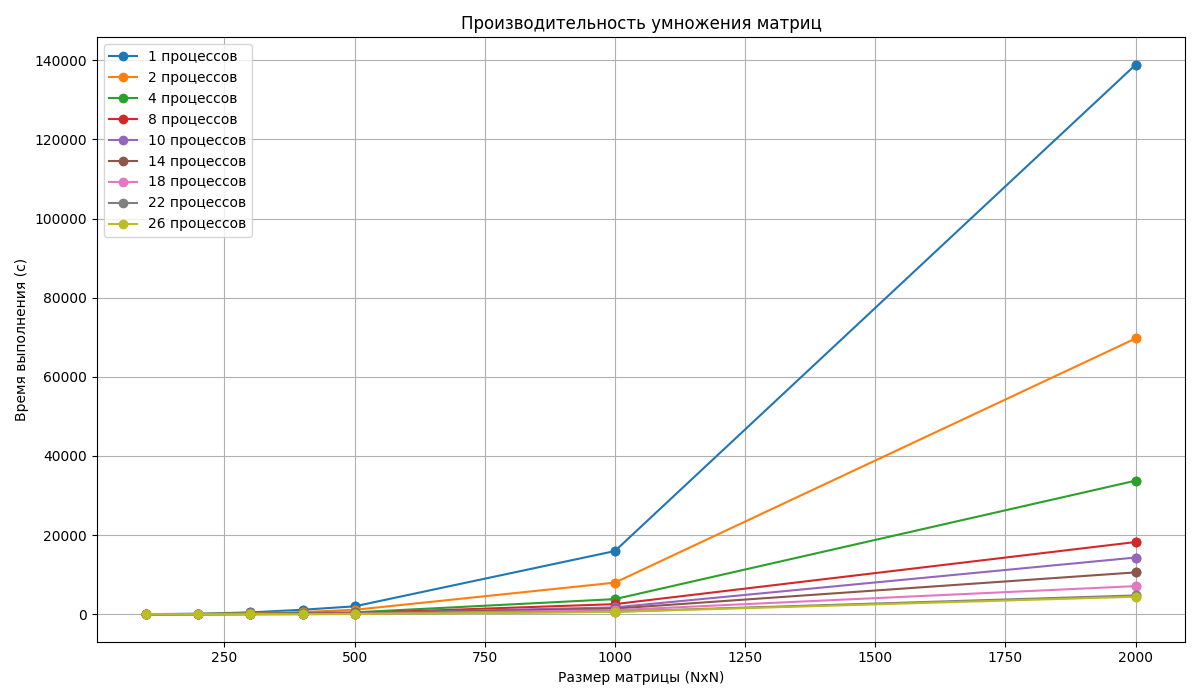 Производительность умножения матриц
1 процессов
2 процессов
4 процессов
8 процессов
10 процессов
14 процессов
18 процессов
22 процессов
26 процессов
Время выполнения (с)
140000
120000
100000
80000
60000
40000
20000
0
250
500
750
1000
1250
1500
1750
2000
Размер матрицы (NxN)